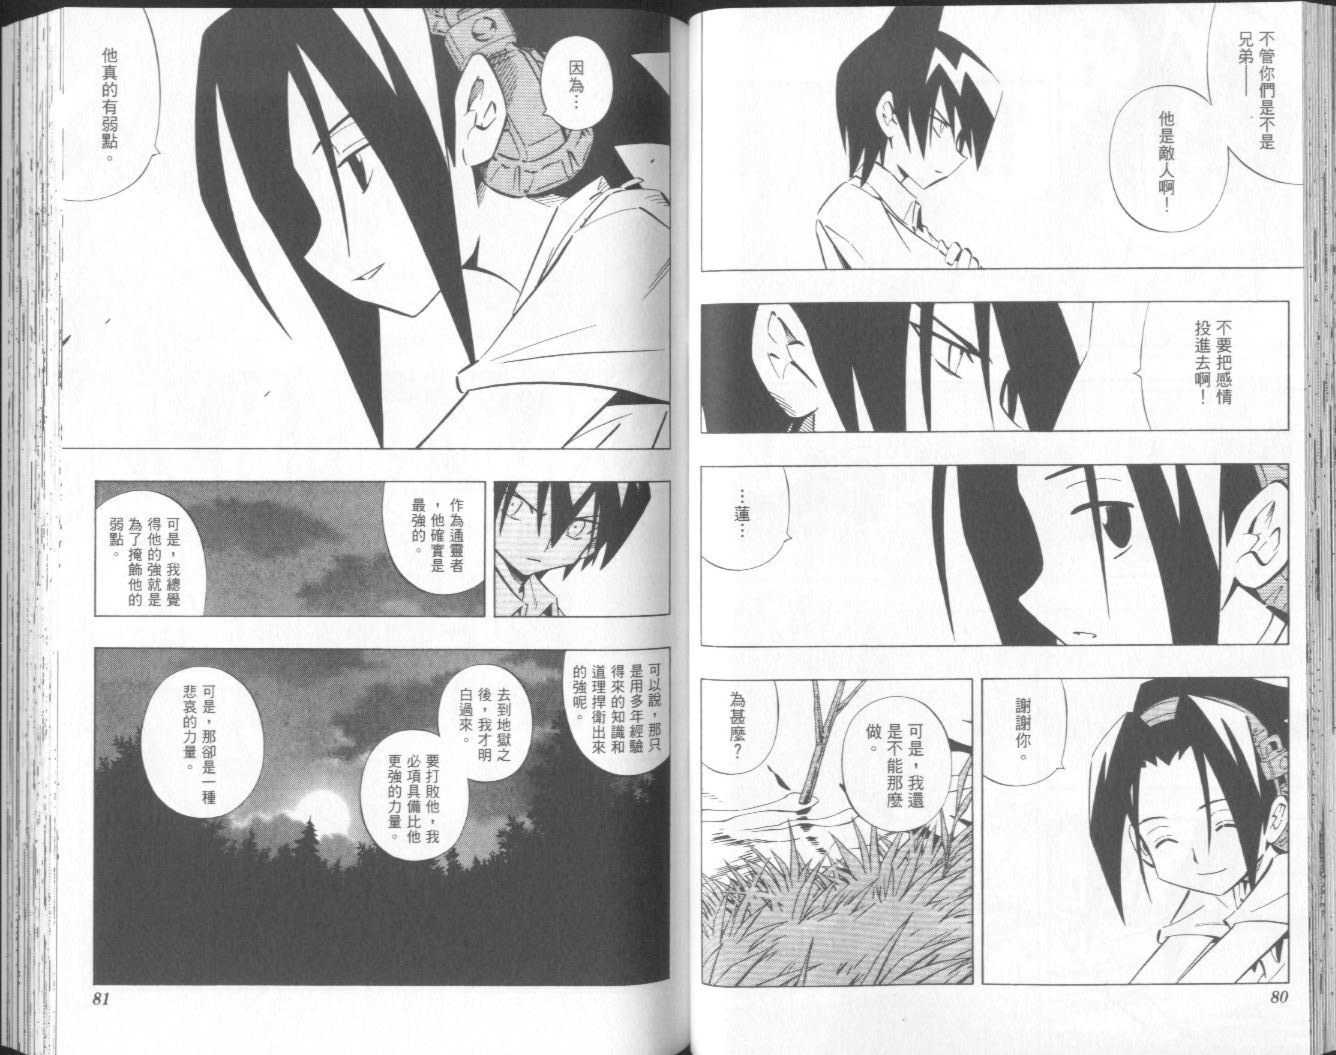 不管你們是不是
兄弟——
他是敵人啊！
不要把感情
投進去啊！
…蓮…
謝謝你。
可是，我還
是不能那麼
做。
為甚麼？
80
因為…
他真的有弱點。
作為通靈者
，他確實是
最強的。
可是，我總覺
得他的強就是
為了掩飾他的
弱點。
可以說，那只
是用多年經驗
得來的知識和
道理捍衛出來
的強呢。
去到地獄之
後，我才明
白過來。
要打敗他，我
必項具備比他
更強的力量。
可是，那卻是一種
悲哀的力量。
81